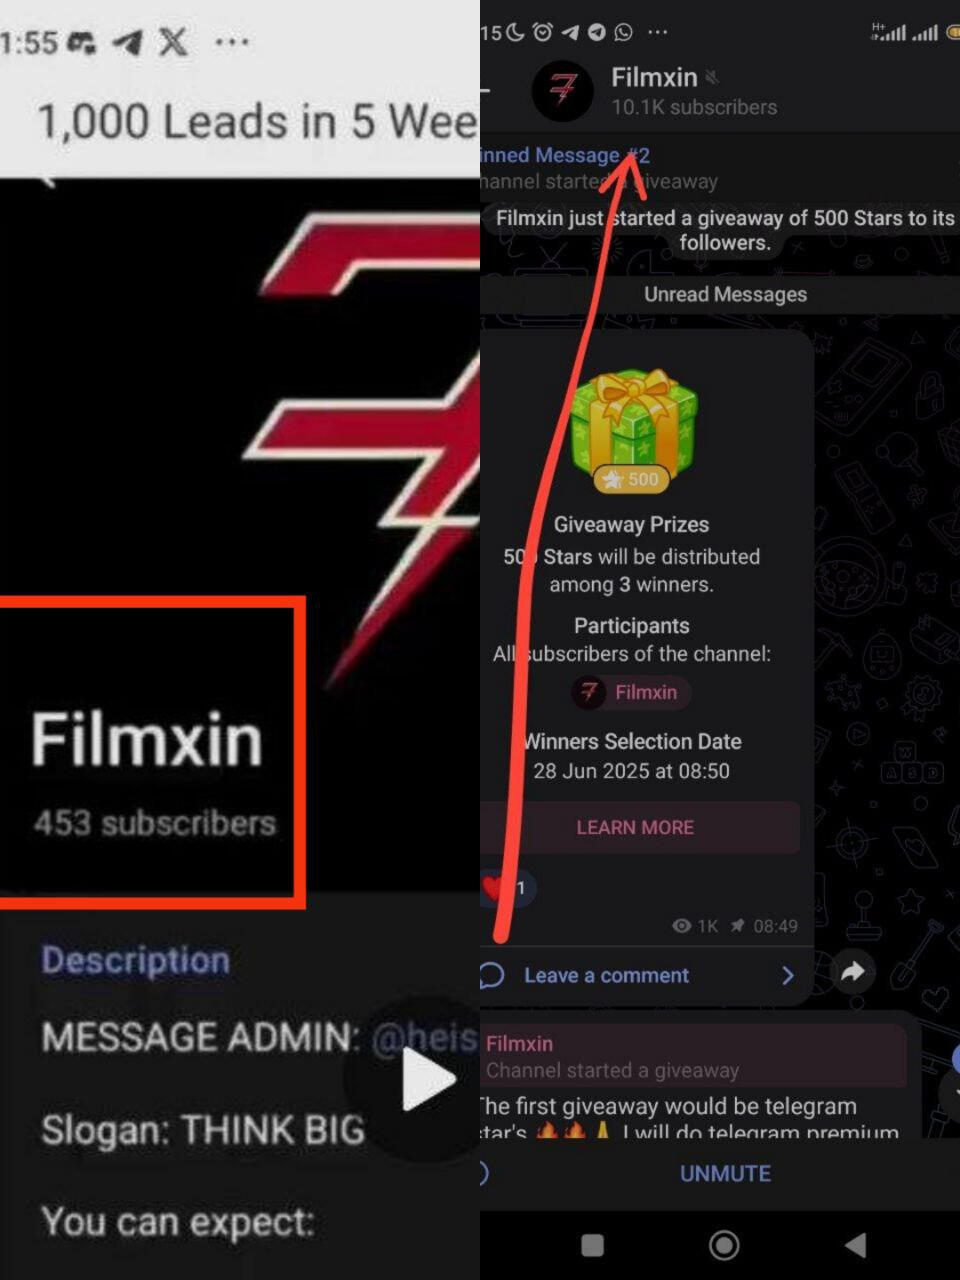 1:55
1,000 Leads in 5 Wee
Filmxin
453 subscribers
Description
MESSAGE ADMIN: @heis
Slogan: THINK BIG
You can expect:
15
H+
Filmxin
10.1K subscribers
inned Message #2
hannel started a giveaway
Filmxin just started a giveaway of 500 Stars to its
followers.
Unread Messages
500
Giveaway Prizes
500 Stars will be distributed
among 3 winners.
Participants
All subscribers of the channel:
Filmxin
Winners Selection Date
28 Jun 2025 at 08:50
LEARN MORE
1
1K 08:49
Leave a comment
Filmxin
Channel started a giveaway
The first giveaway would be telegram
star's 🔥🔥🙏 I will do telegram premium
UNMUTE